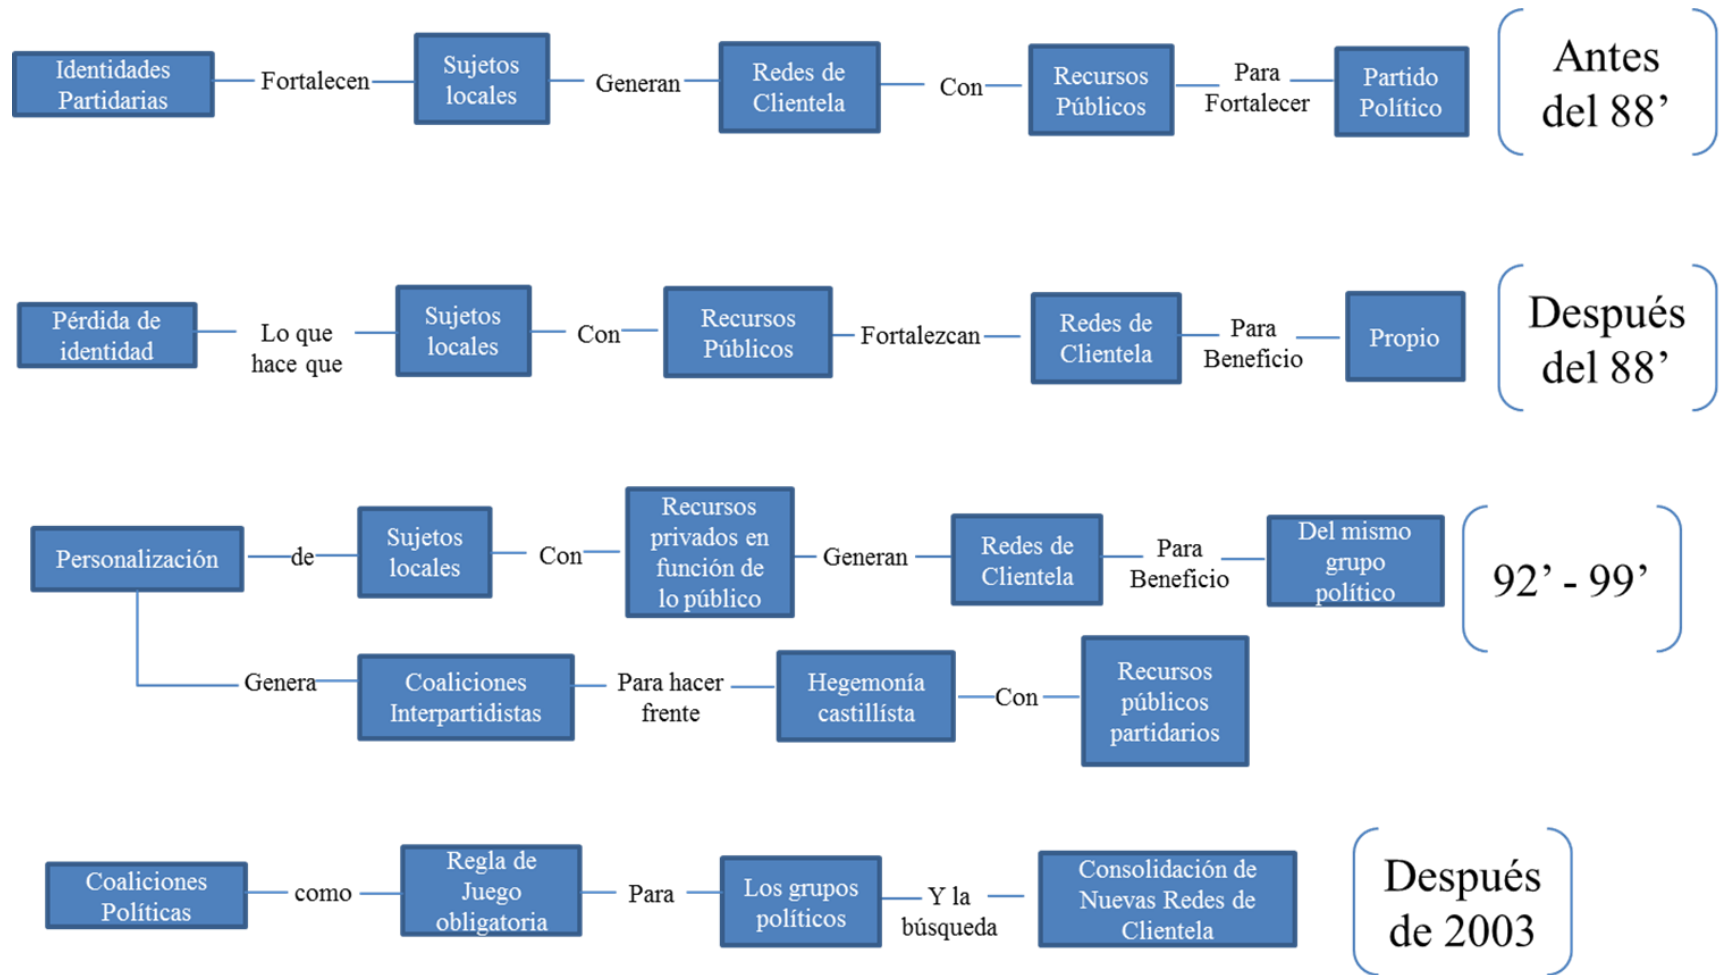 Identidades
Partidarias
Fortalecen
Sujetos
locales
Generan
Redes de
Clientela
Con
Recursos
Públicos
Para
Fortalecer
Partido
Político
Antes
del 88’
Pérdida de
identidad
Lo que
hace que
Sujetos
locales
Con
Recursos
Públicos
Fortalezcan
Redes de
Clientela
Para
Beneficio
Propio
Después
del 88’
Personalización
de
Sujetos
locales
Con
Recursos
privados en
función de
lo público
Generan
Redes de
Clientela
Para
Beneficio
Del mismo
grupo
político
92’ - 99’
Genera
Coaliciones
Interpartidistas
Para hacer
frente
Hegemonía
castillísta
Con
Recursos
públicos
partidarios
Coaliciones
Políticas
como
Regla de
Juego
obligatoria
Para
Los grupos
políticos
Y la
búsqueda
Consolidación de
Nuevas Redes de
Clientela
Después
de 2003